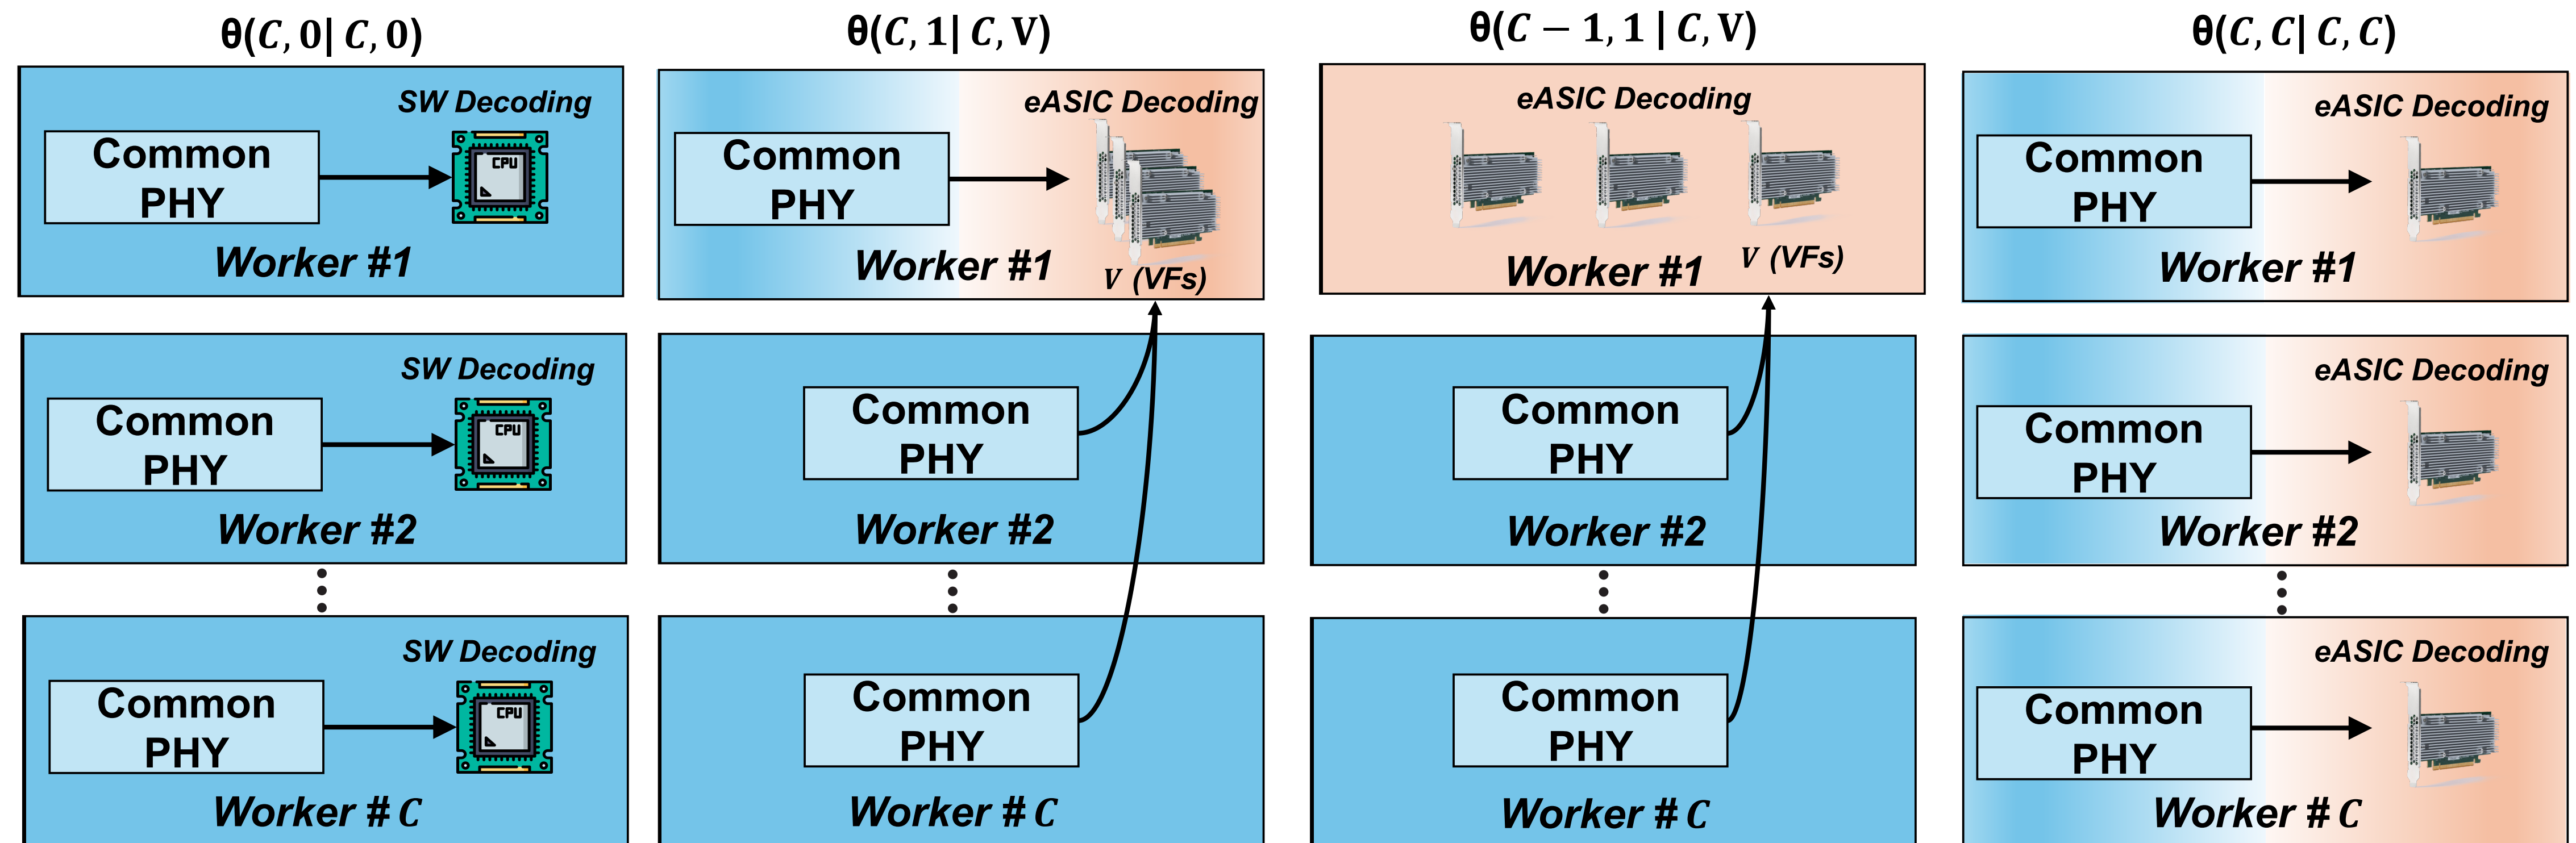 θ(C, 0| C, 0)
SW Decoding
Common
PHY
CPU
Worker #1
SW Decoding
Common
PHY
CPU
Worker #2
SW Decoding
Common
PHY
CPU
Worker # C
θ(C, 1| C, V)
eASIC Decoding
Common
PHY
Worker #1
V (VFs)
Common
PHY
Worker #2
Common
PHY
Worker # C
θ(C − 1, 1 | C, V)
eASIC Decoding
Worker #1
V (VFs)
Common
PHY
Worker #2
Common
PHY
Worker # C
θ(C, C| C, C)
eASIC Decoding
Common
PHY
Worker #1
eASIC Decoding
Common
PHY
Worker #2
eASIC Decoding
Common
PHY
Worker # C